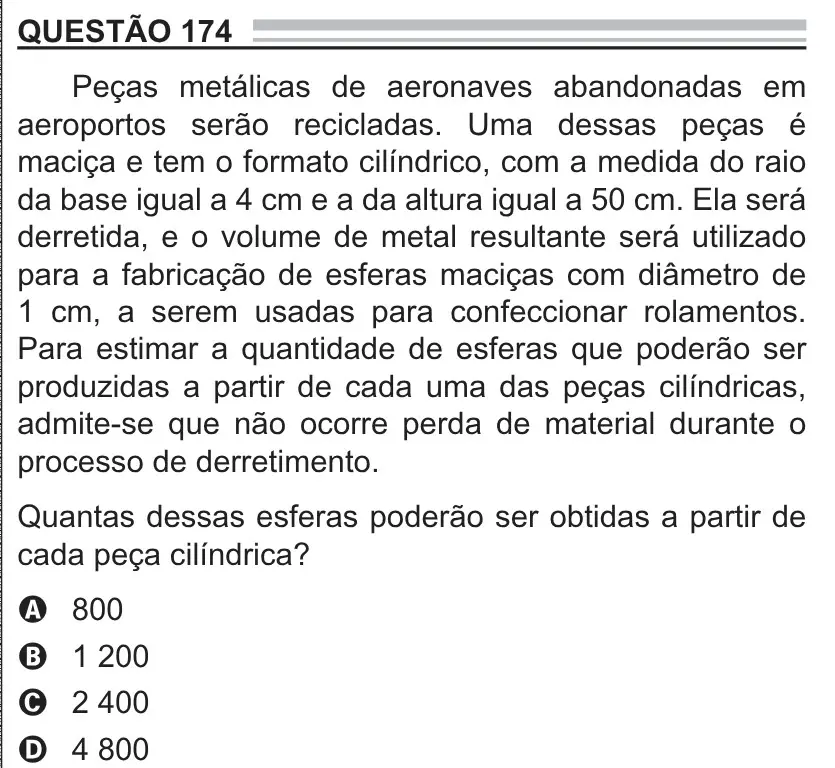 QUESTÃO 174
Peças metálicas de aeronaves abandonadas em
aeroportos serão recicladas. Uma dessas peças é
maciça e tem o formato cilíndrico, com a medida do raio
da base igual a 4 cm e a da altura igual a 50 cm. Ela será
derretida, e o volume de metal resultante será utilizado
para a fabricação de esferas maciças com diâmetro de
1 cm, a serem usadas para confeccionar rolamentos.
Para estimar a quantidade de esferas que poderão ser
produzidas a partir de cada uma das peças cilíndricas,
admite-se que não ocorre perda de material durante o
processo de derretimento.
Quantas dessas esferas poderão ser obtidas a partir de
cada peça cilíndrica?
A 800
B 1 200
C 2 400
D 4 800